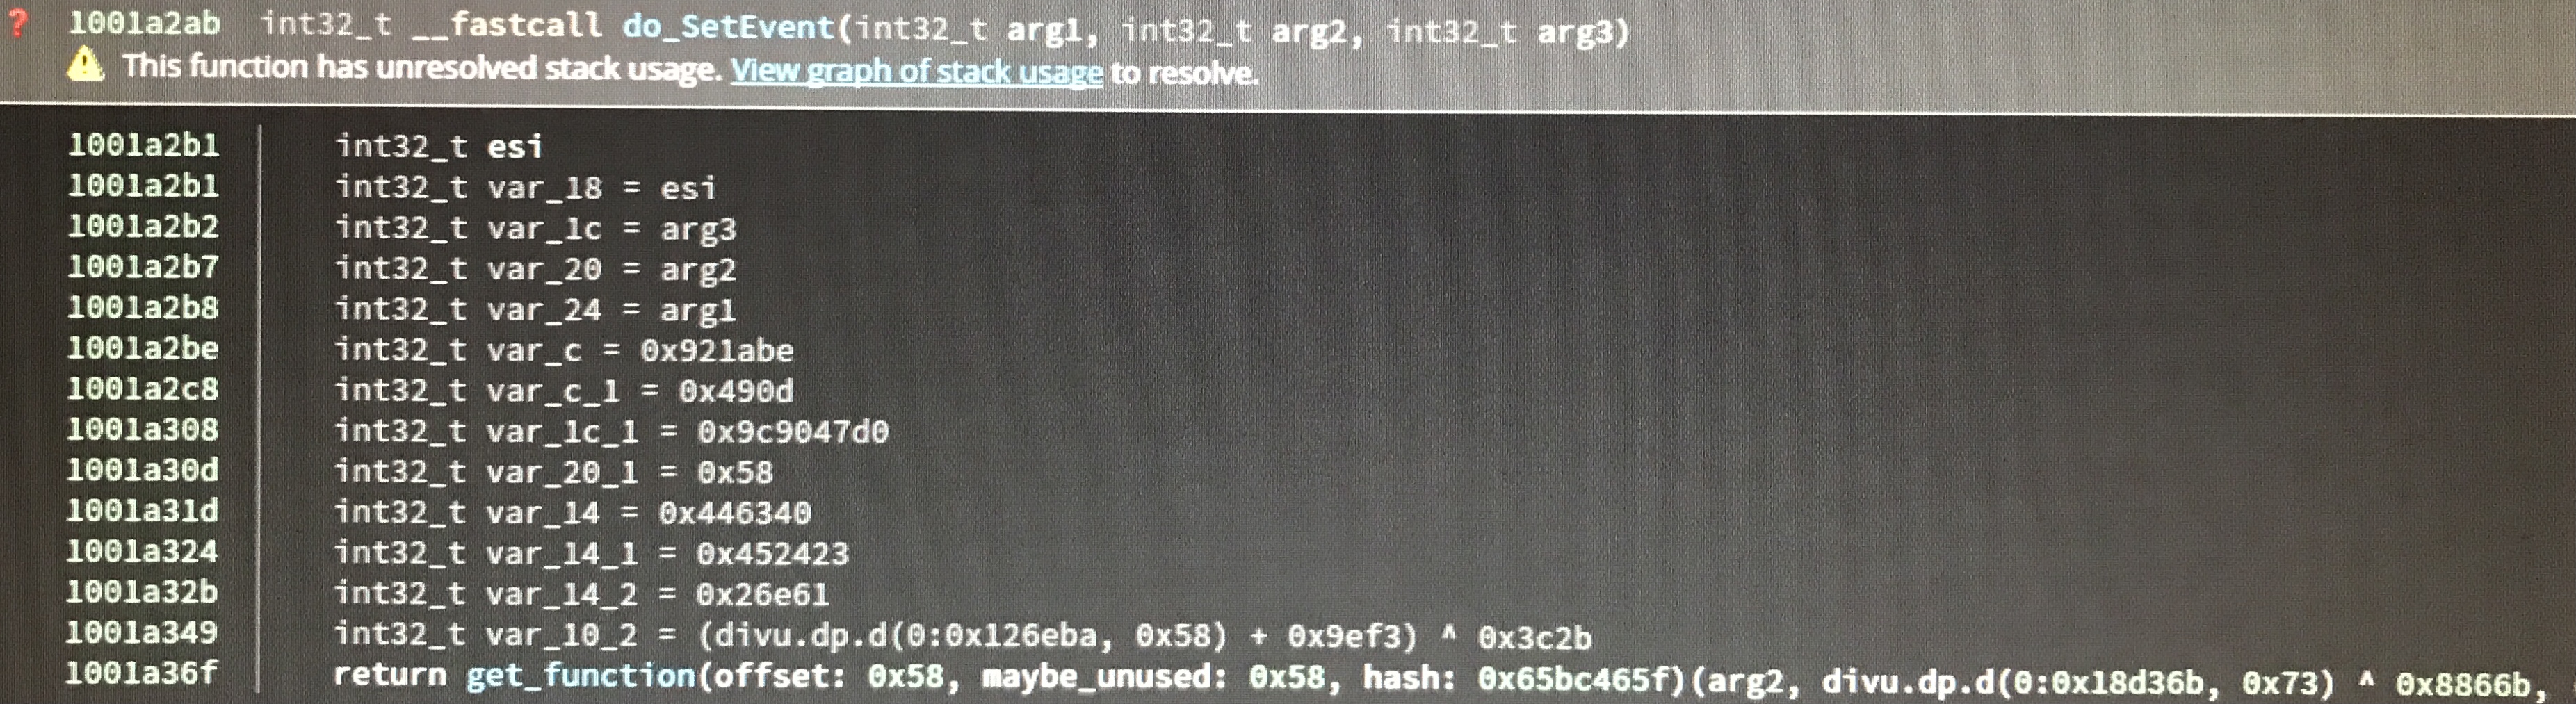 ? 1001a2ab int32_t __fastcall do_SetEvent(int32_t arg1, int32_t arg2, int32_t arg3)
This function has unresolved stack usage. View graph of stack usage to resolve.
1001a2b1 int32_t esi
1001a2b1 int32_t var_18 = esi
1001a2b2 int32_t var_1c = arg3
1001a2b7 int32_t var_20 = arg2
1001a2b8 int32_t var_24 = arg1
1001a2be int32_t var_c = 0x921abe
1001a2c8 int32_t var_c_1 = 0x490d
1001a308 int32_t var_1c_1 = 0x9c9047d0
1001a30d int32_t var_20_1 = 0x58
1001a31d int32_t var_14 = 0x446340
1001a324 int32_t var_14_1 = 0x452423
1001a32b int32_t var_14_2 = 0x26e61
1001a349 int32_t var_10_2 = (divu.dp.d(0:0x126eba, 0x58) + 0x9ef3) ^ 0x3c2b
1001a36f return get_function(offset: 0x58, maybe_unused: 0x58, hash: 0x65bc465f)(arg2, divu.dp.d(0:0x18d36b, 0x73) ^ 0x8866b,